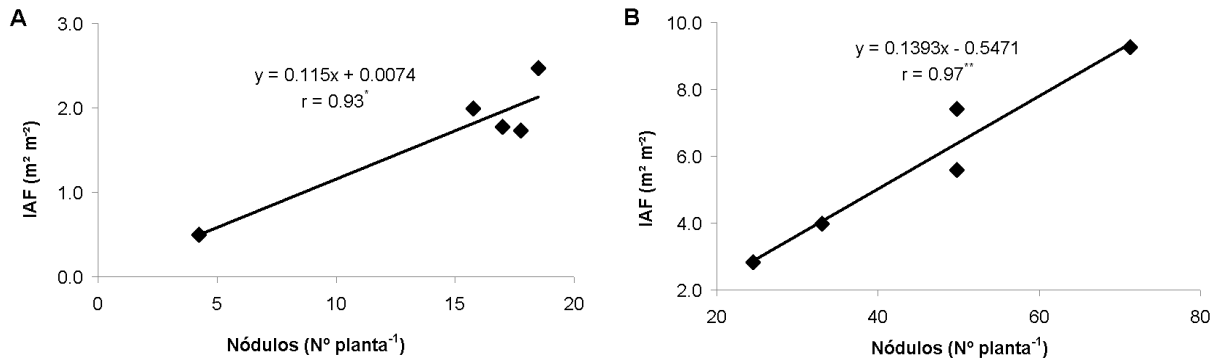 A
3.0
2.0
1.0
0.0
IAF (m² m⁻²)
y = 0.115x + 0.0074
r = 0.93*
0
5
10
15
20
Nódulos (Nº planta⁻¹)
B
10.0
8.0
6.0
4.0
2.0
IAF (m² m⁻²)
y = 0.1393x - 0.5471
r = 0.97**
20
40
60
80
Nódulos (Nº planta⁻¹)